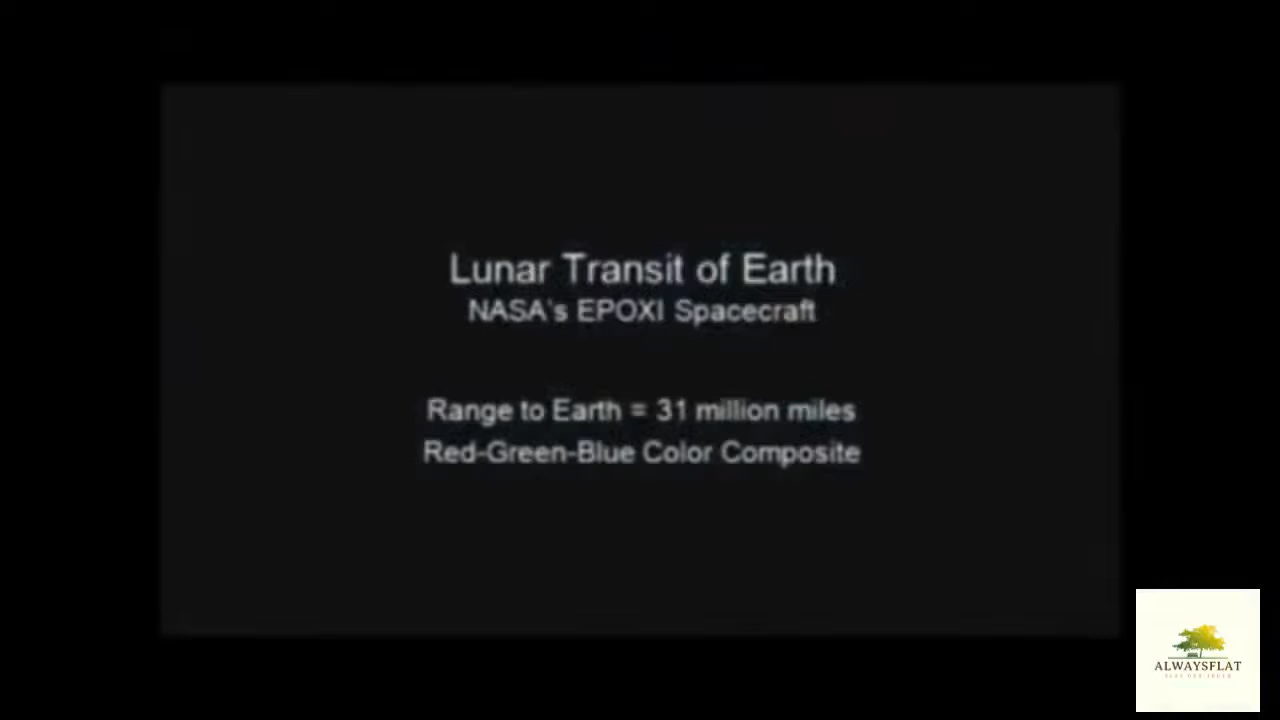 Lunar Transit of Earth
NASA's EPOXI Spacecraft
Range to Earth = 31 million miles
Red-Green-Blue Color Composite
ALWAYSFLAT